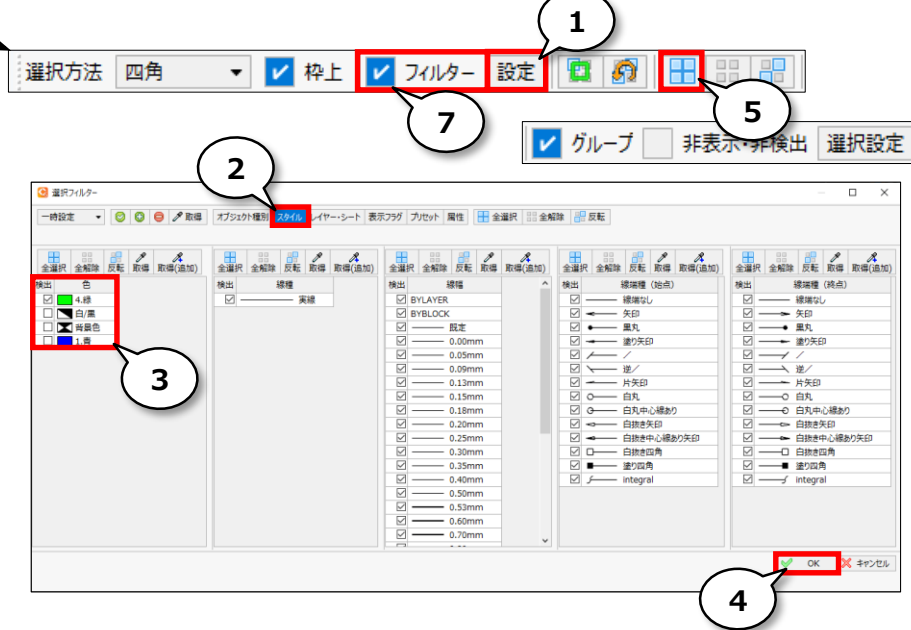 1
選択方法 四角 枠上 フィルター 設定
7
5
グループ 非表示・非検出 選択設定
2
選択フィルター
一時設定 取得 オブジェクト種別 スタイル レイヤー・シート 表示フラグ プリセット 属性 全選択 全解除 反転
全選択 全解除 反転 取得 取得(追加)
検出 色
4.緑
白/黒
背景色
1.青
3
全選択 全解除 反転 取得 取得(追加)
検出 線種
実線
全選択 全解除 反転 取得 取得(追加)
検出 線幅
BYLAYER
BYBLOCK
既定
0.00mm
0.05mm
0.09mm
0.13mm
0.15mm
0.18mm
0.20mm
0.25mm
0.30mm
0.35mm
0.40mm
0.50mm
0.53mm
0.60mm
0.70mm
全選択 全解除 反転 取得 取得(追加)
検出 線端種（始点）
線端なし
矢印
黒丸
塗り矢印
／
逆／
片矢印
白丸
白丸中心線あり
白抜き矢印
白抜き中心線あり矢印
白抜き四角
塗り四角
integral
全選択 全解除 反転 取得 取得(追加)
検出 線端種（終点）
線端なし
矢印
黒丸
塗り矢印
／
逆／
片矢印
白丸
白丸中心線あり
白抜き矢印
白抜き中心線あり矢印
白抜き四角
塗り四角
integral
OK キャンセル
4